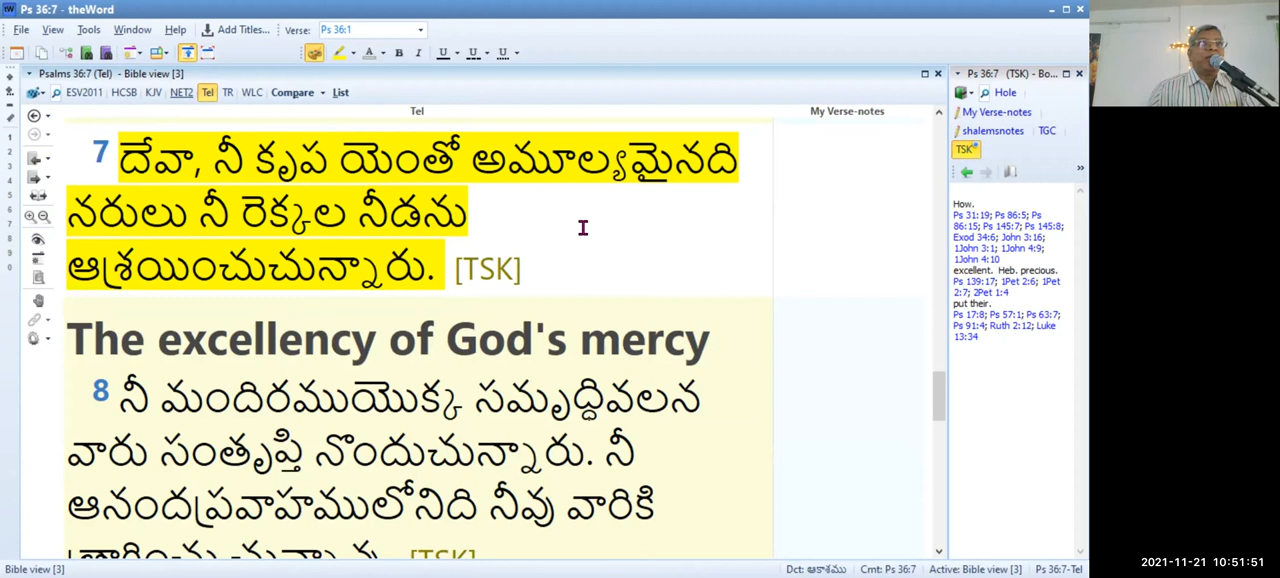 Ps 36:7 - theWord
File View Tools Window Help Add Titles... Verse: Ps 36:1
Psalms 36:7 (Tel) - Bible view [3]
ESV2011 HCSB KJV NET2 Tel TR WLC Compare List
Tel My Verse-notes
7 దేవా, నీ కృప యెంతో అమూల్యమైనది
నరులు నీ రెక్కల నీడను
ఆశ్రయించుచున్నారు. [TSK]
The excellency of God's mercy
8 నీ మందిరముయొక్క సమృద్ధివలన
వారు సంతృప్తి నొందుచున్నారు. నీ
ఆనందప్రవాహములోనిది నీవు వారికి
[TSK]
Ps 36:7 (TSK) - Bo...
Hole
My Verse-notes
shalemsnotes TGC
TSK
How.
Ps 31:19; Ps 86:5; Ps
86:15; Ps 145:7; Ps 145:8;
Exod 34:6; John 3:16;
1John 3:1; 1John 4:9;
1John 4:10
excellent. Heb. precious.
Ps 139:17; 1Pet 2:6; 1Pet
2:7; 2Pet 1:4
put their.
Ps 17:8; Ps 57:1; Ps 63:7;
Ps 91:4; Ruth 2:12; Luke
13:34
Bible view [3] Dct: ఆకాశము Cmt: Ps 36:7 Active: Bible view [3] Ps 36:7-Tel
2021-11-21 10:51:51